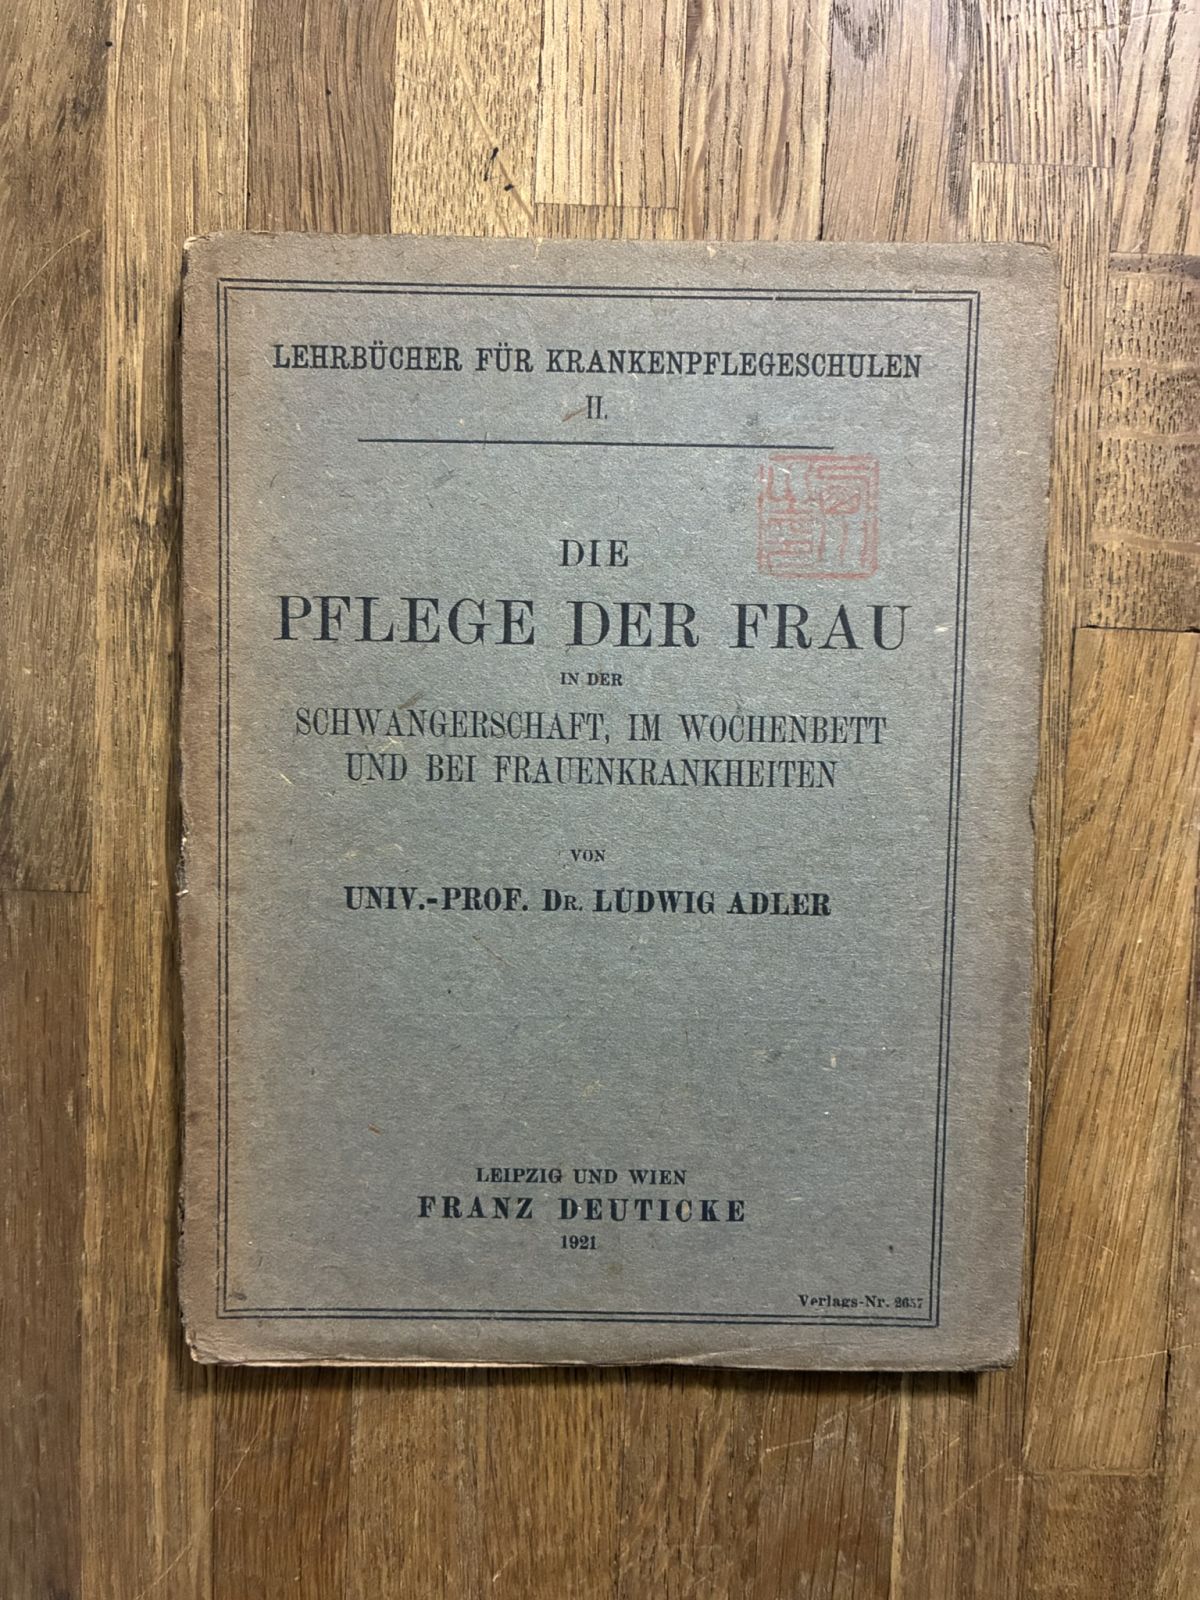 LEHRBÜCHER FÜR KRANKENPFLEGESCHULEN
II.
DIE
PFLEGE DER FRAU
IN DER
SCHWANGERSCHAFT, IM WOCHENBETT
UND BEI FRAUENKRANKHEITEN
VON
UNIV.-PROF. DR. LUDWIG ADLER
LEIPZIG UND WIEN
FRANZ DEUTICKE
1921
Verlags-Nr. 2657